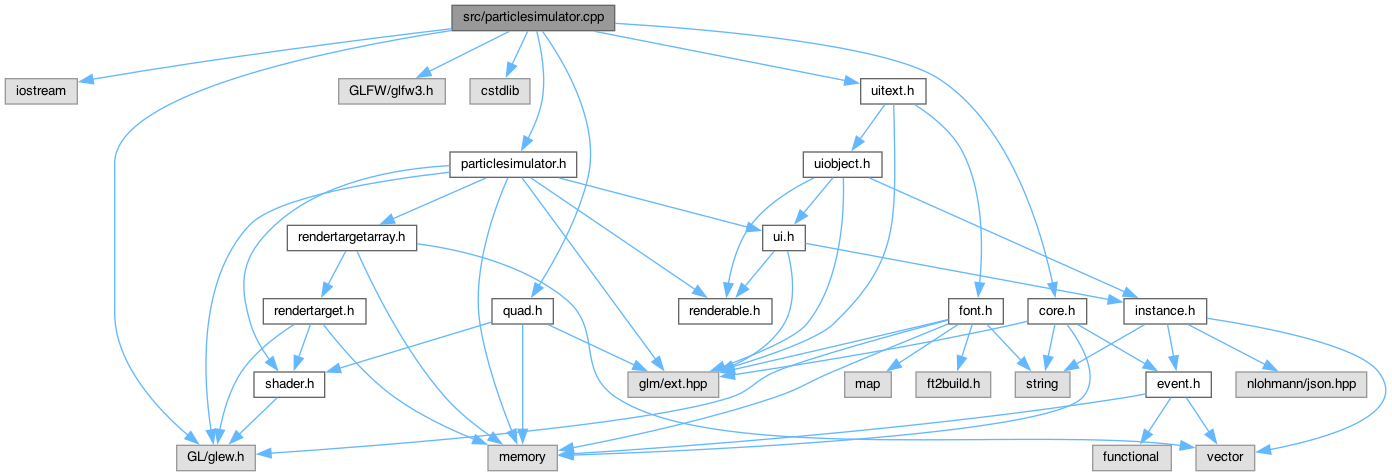 src/particlesimulator.cpp
iostream
GLFW/glfw3.h
cstdlib
uitext.h
particlesimulator.h
uiobject.h
rendertargetarray.h
ui.h
rendertarget.h
quad.h
renderable.h
font.h
core.h
instance.h
shader.h
glm/ext.hpp
map
ft2build.h
string
event.h
nlohmann/json.hpp
GL/glew.h
memory
functional
vector